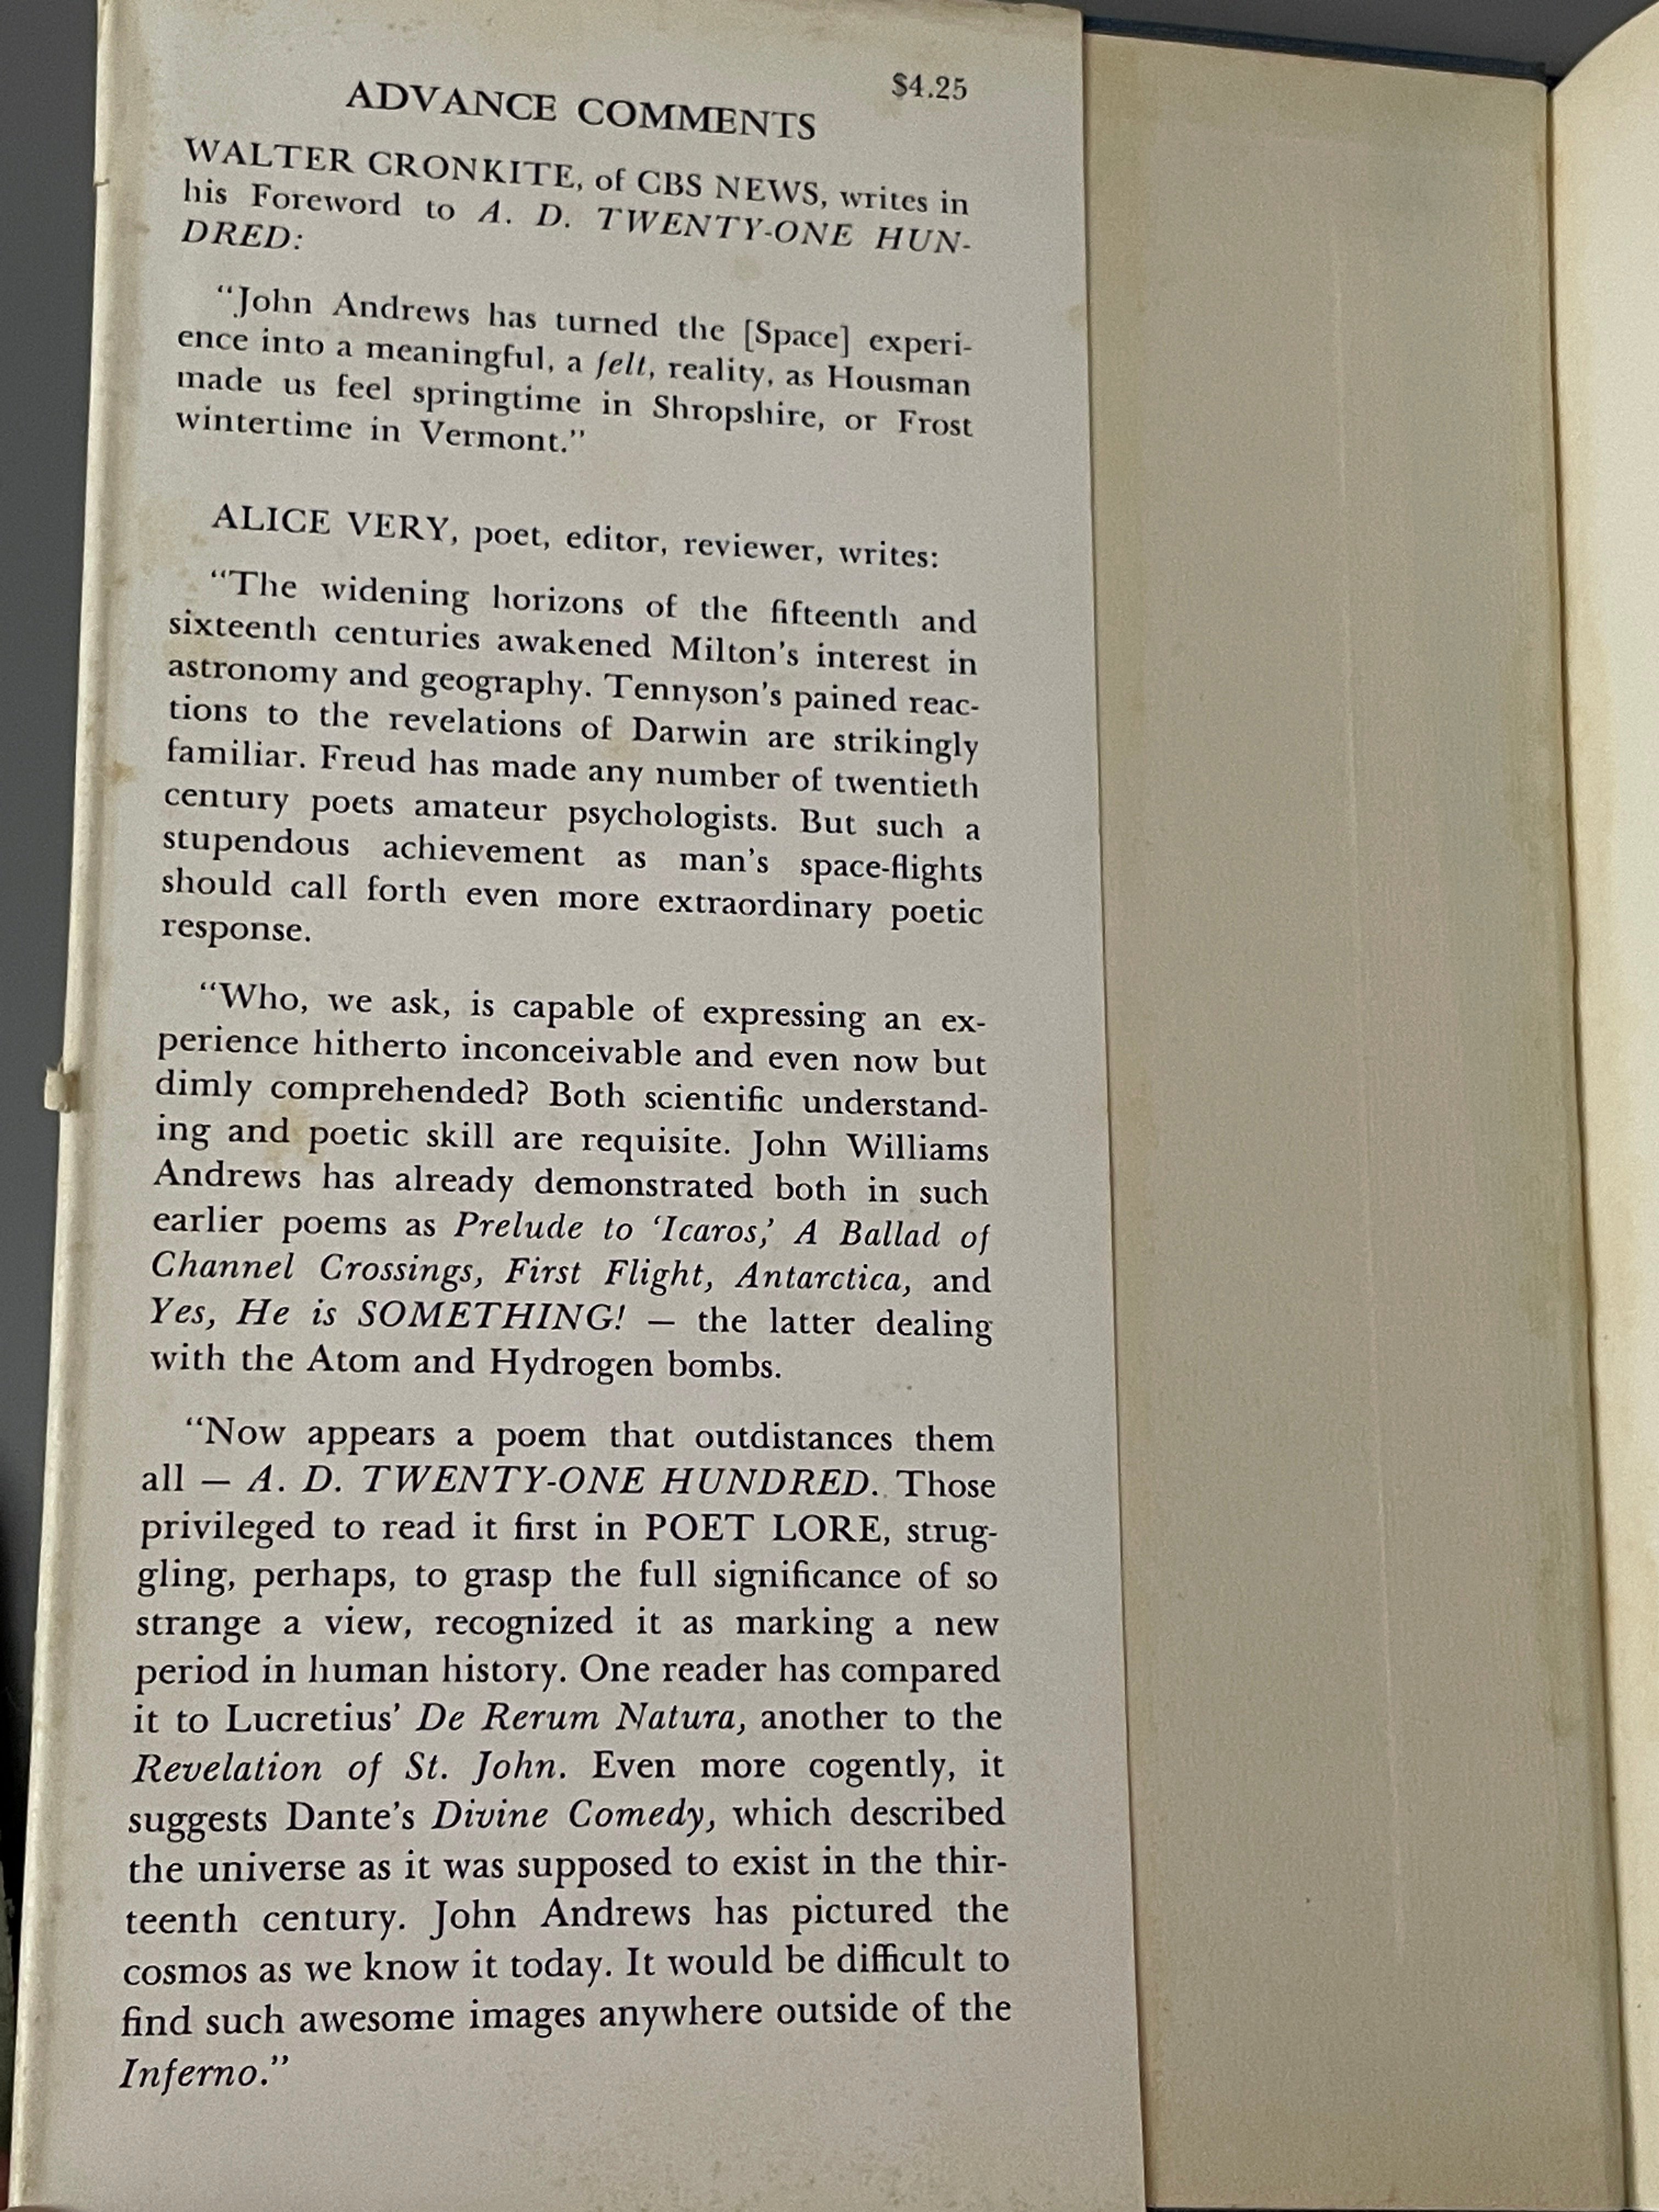 $4.25
ADVANCE COMMENTS
WALTER CRONKITE, of CBS NEWS, writes in
his Foreword to A. D. TWENTY-ONE HUN-
DRED:
"John Andrews has turned the [Space] experi-
ence into a meaningful, a felt, reality, as Housman
made us feel springtime in Shropshire, or Frost
wintertime in Vermont."
ALICE VERY, poet, editor, reviewer, writes:
"The widening horizons of the fifteenth and
sixteenth centuries awakened Milton's interest in
astronomy and geography. Tennyson's pained reac-
tions to the revelations of Darwin are strikingly
familiar. Freud has made any number of twentieth
century poets amateur psychologists. But such a
stupendous achievement as man's space-flights
should call forth even more extraordinary poetic
response.
"Who, we ask, is capable of expressing an ex-
perience hitherto inconceivable and even now but
dimly comprehended? Both scientific understand-
ing and poetic skill are requisite. John Williams
Andrews has already demonstrated both in such
earlier poems as Prelude to 'Icaros,' A Ballad of
Channel Crossings, First Flight, Antarctica, and
Yes, He is SOMETHING! — the latter dealing
with the Atom and Hydrogen bombs.
"Now appears a poem that outdistances them
all — A. D. TWENTY-ONE HUNDRED. Those
privileged to read it first in POET LORE, strug-
gling, perhaps, to grasp the full significance of so
strange a view, recognized it as marking a new
period in human history. One reader has compared
it to Lucretius' De Rerum Natura, another to the
Revelation of St. John. Even more cogently, it
suggests Dante's Divine Comedy, which described
the universe as it was supposed to exist in the thir-
teenth century. John Andrews has pictured the
cosmos as we know it today. It would be difficult to
find such awesome images anywhere outside of the
Inferno."